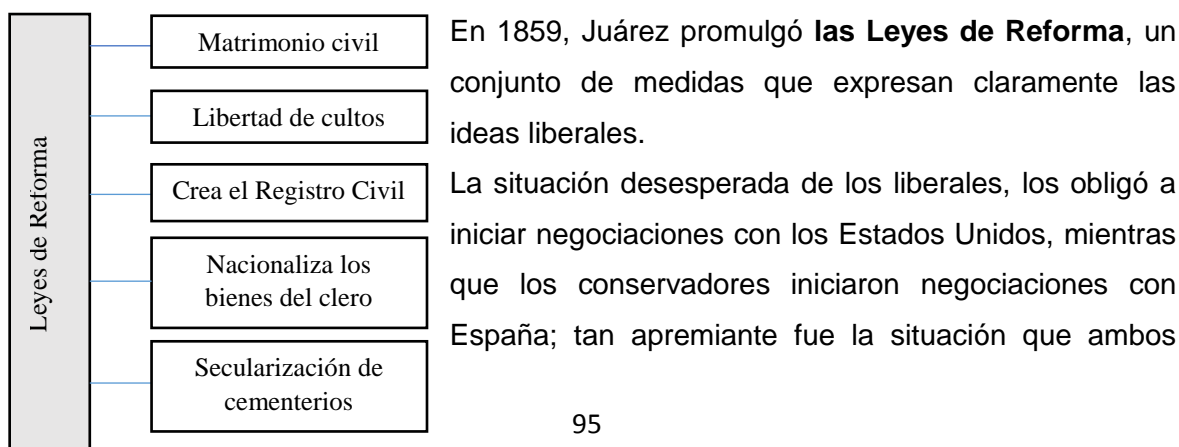 Leyes de Reforma
Matrimonio civil
Libertad de cultos
Crea el Registro Civil
Nacionaliza los
bienes del clero
Secularización de
cementerios
En 1859, Juárez promulgó las Leyes de Reforma, un
conjunto de medidas que expresan claramente las
ideas liberales.
La situación desesperada de los liberales, los obligó a
iniciar negociaciones con los Estados Unidos, mientras
que los conservadores iniciaron negociaciones con
España; tan apremiante fue la situación que ambos
95